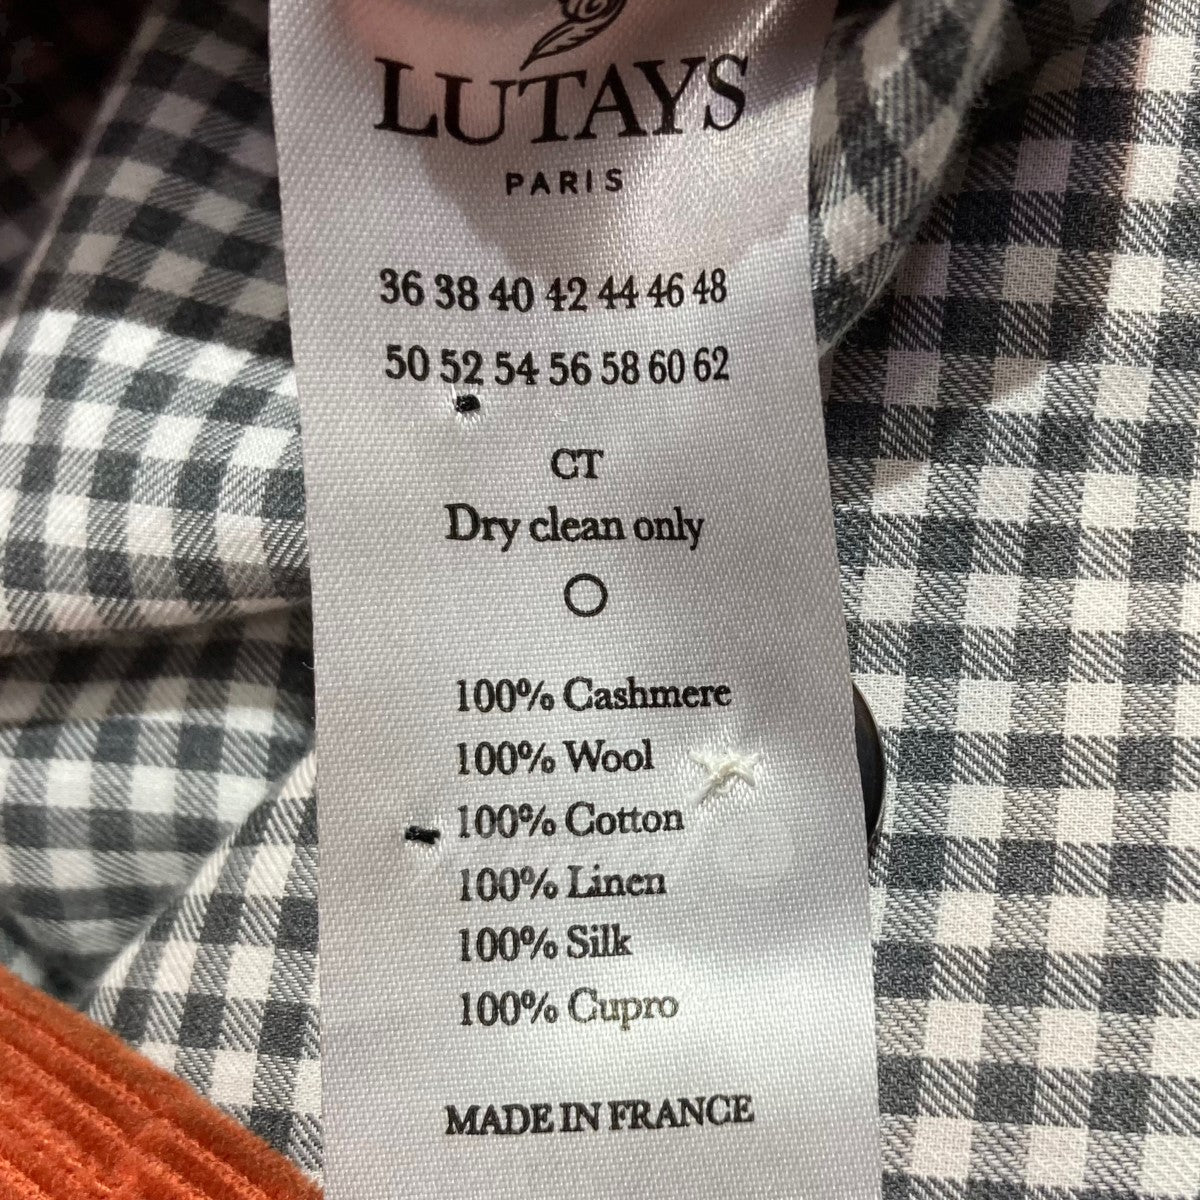 LUTAYS
PARIS
36 38 40 42 44 46 48
50 52 54 56 58 60 62
CT
Dry clean only
100% Cashmere
100% Wool
100% Cotton
100% Linen
100% Silk
100% Cupro
MADE IN FRANCE